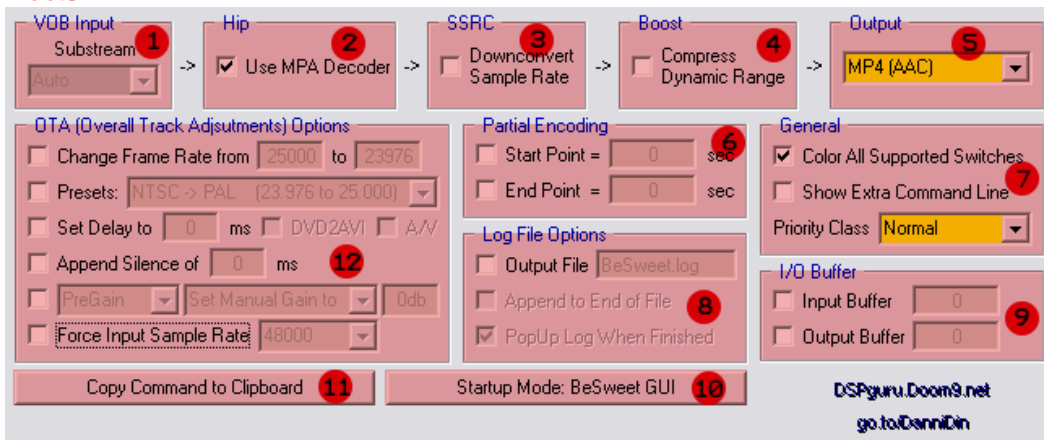 VOB Input
Substream 1
Auto
->
Hip
2
Use MPA Decoder
->
SSRC
3
Downconvert
Sample Rate
->
Boost
4
Compress
Dynamic Range
->
Output
5
MP4 (AAC)
OTA (Overall Track Adjsutments) Options
Change Frame Rate from 25000 to 23976
Presets: NTSC -> PAL (23.976 to 25.000)
Set Delay to 0 ms DVD2AVI A/V
Append Silence of 0 ms 12
PreGain Set Manual Gain to 0db
Force Input Sample Rate 48000
Partial Encoding
6
Start Point = 0 sec
End Point = 0 sec
Log File Options
Output File BeSweet.log
Append to End of File
8
PopUp Log When Finished
General
Color All Supported Switches
7
Show Extra Command Line
Priority Class Normal
I/O Buffer
Input Buffer 0
9
Output Buffer 0
Copy Command to Clipboard 11
Startup Mode: BeSweet GUI 10
DSPguru.Doom9.net
go.to/DanniDin